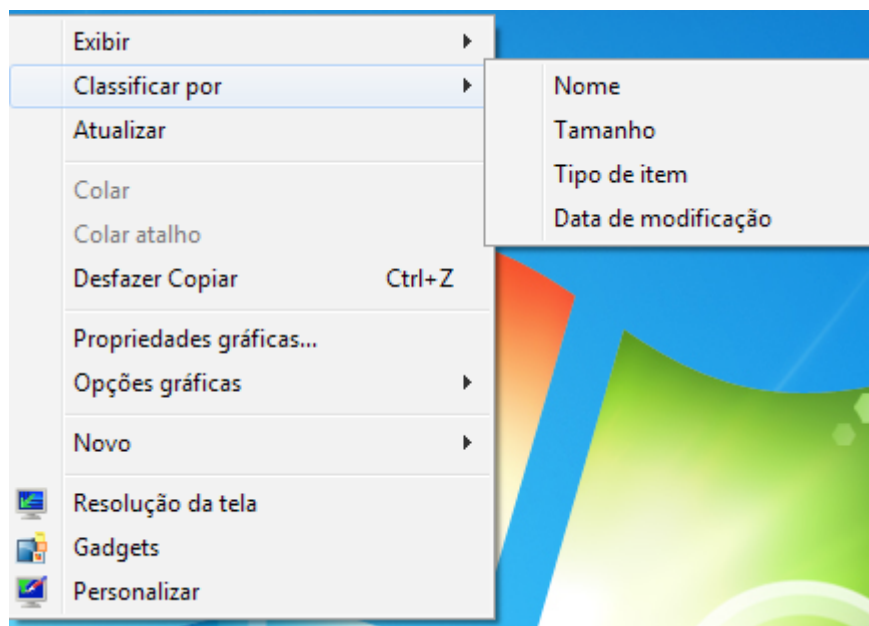 Exibir
Classificar por
Atualizar
Colar
Colar atalho
Desfazer Copiar Ctrl+Z
Propriedades gráficas...
Opções gráficas
Novo
Resolução da tela
Gadgets
Personalizar
Nome
Tamanho
Tipo de item
Data de modificação